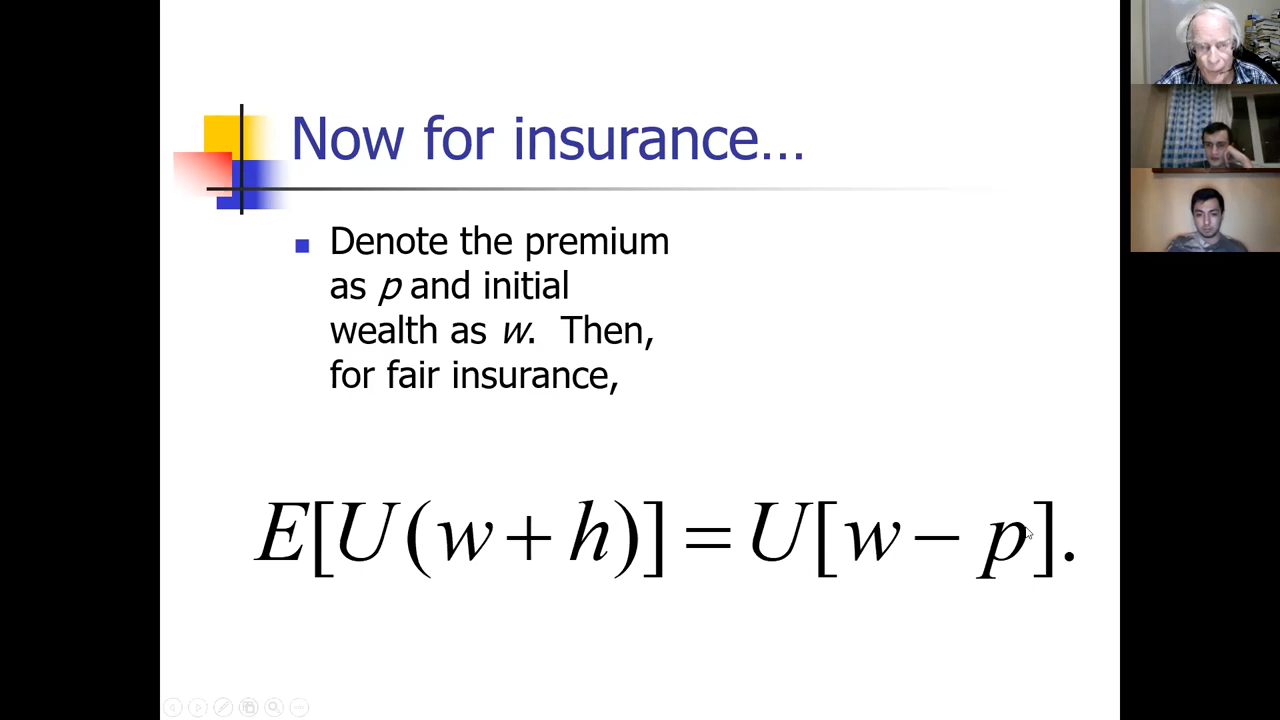 Now for insurance...
Denote the premium
as p and initial
wealth as w. Then,
for fair insurance,
E[U(w + h)] = U[w − p].